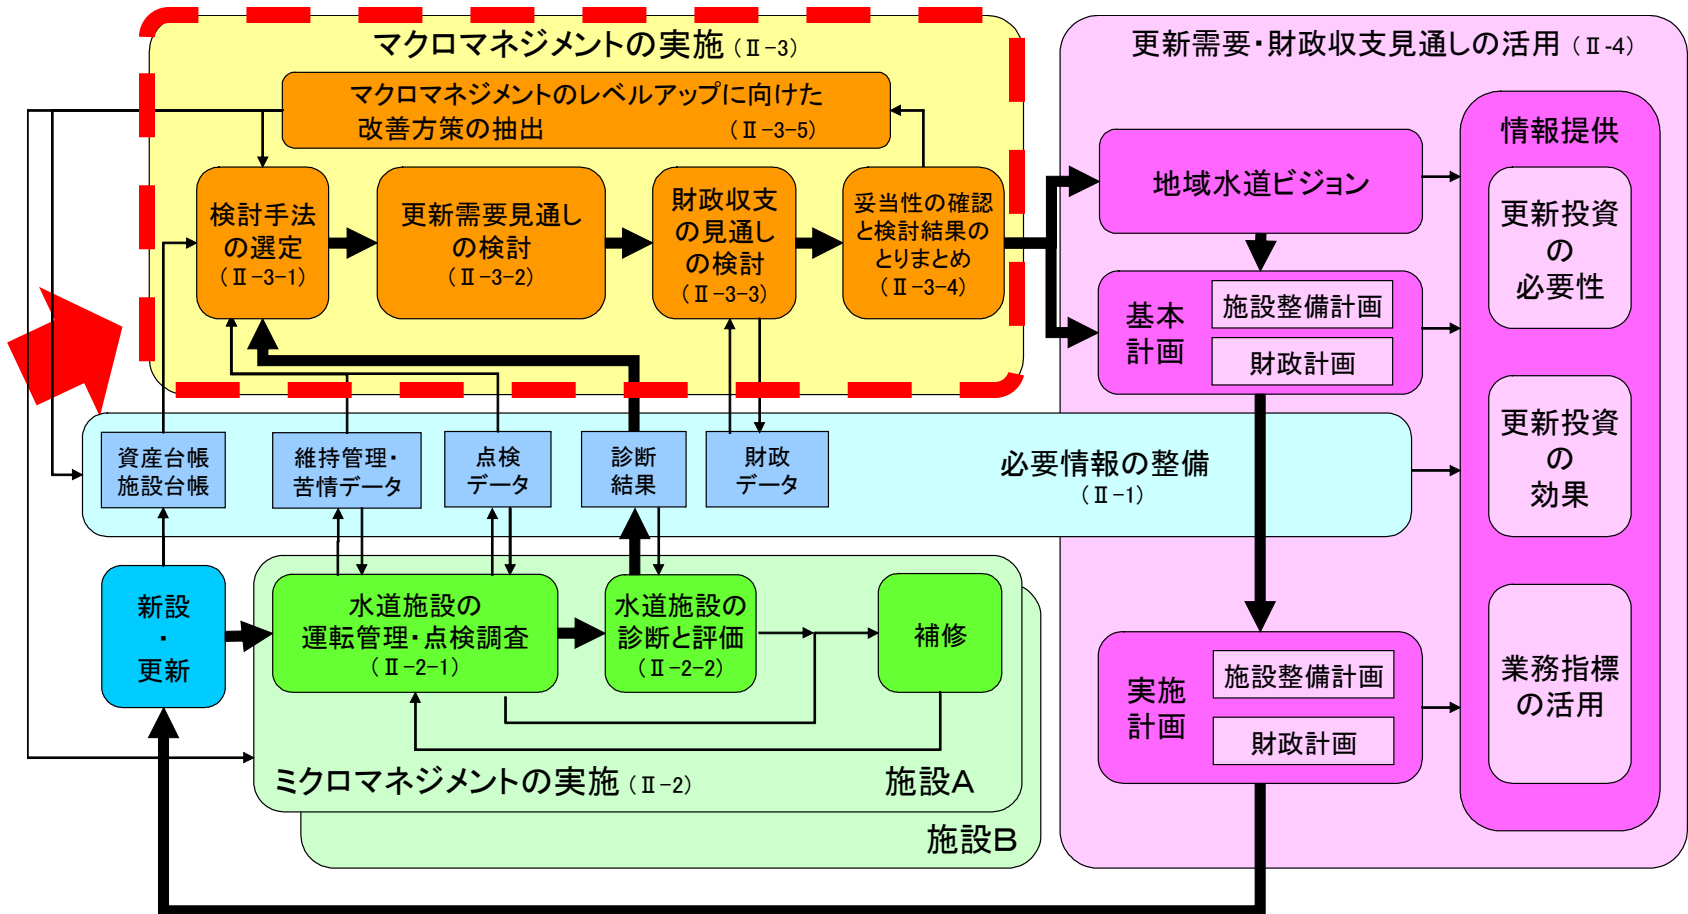 マクロマネジメントの実施(Ⅱ-3)
マクロマネジメントのレベルアップに向けた
改善方策の抽出 (Ⅱ-3-5)
検討手法
の選定
(Ⅱ-3-1)
更新需要見通し
の検討
(Ⅱ-3-2)
財政収支
の見通し
の検討
(Ⅱ-3-3)
妥当性の確認
と検討結果の
とりまとめ
(Ⅱ-3-4)
更新需要・財政収支見通しの活用(Ⅱ-4)
地域水道ビジョン
基本
計画
施設整備計画
財政計画
実施
計画
施設整備計画
財政計画
情報提供
更新投資
の
必要性
更新投資
の
効果
業務指標
の活用
資産台帳
施設台帳
維持管理・
苦情データ
点検
データ
診断
結果
財政
データ
必要情報の整備
(Ⅱ-1)
新設
・
更新
水道施設の
運転管理・点検調査
(Ⅱ-2-1)
水道施設の
診断と評価
(Ⅱ-2-2)
補修
ミクロマネジメントの実施(Ⅱ-2)
施設A
施設B